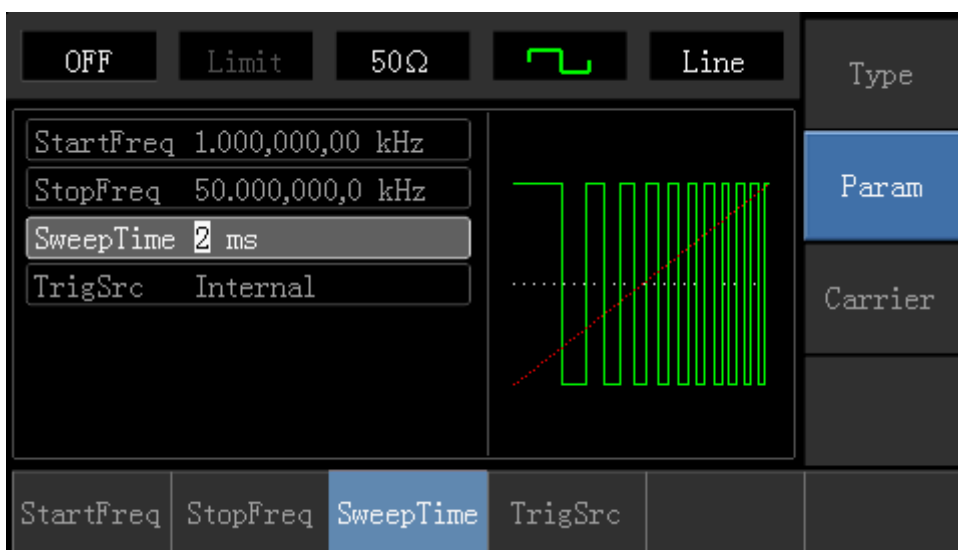 OFF Limit 50Ω Line
Type
StartFreq 1.000,000,00 kHz
StopFreq 50.000,000,0 kHz
Param
SweepTime 2 ms
TrigSrc Internal
Carrier
StartFreq StopFreq SweepTime TrigSrc